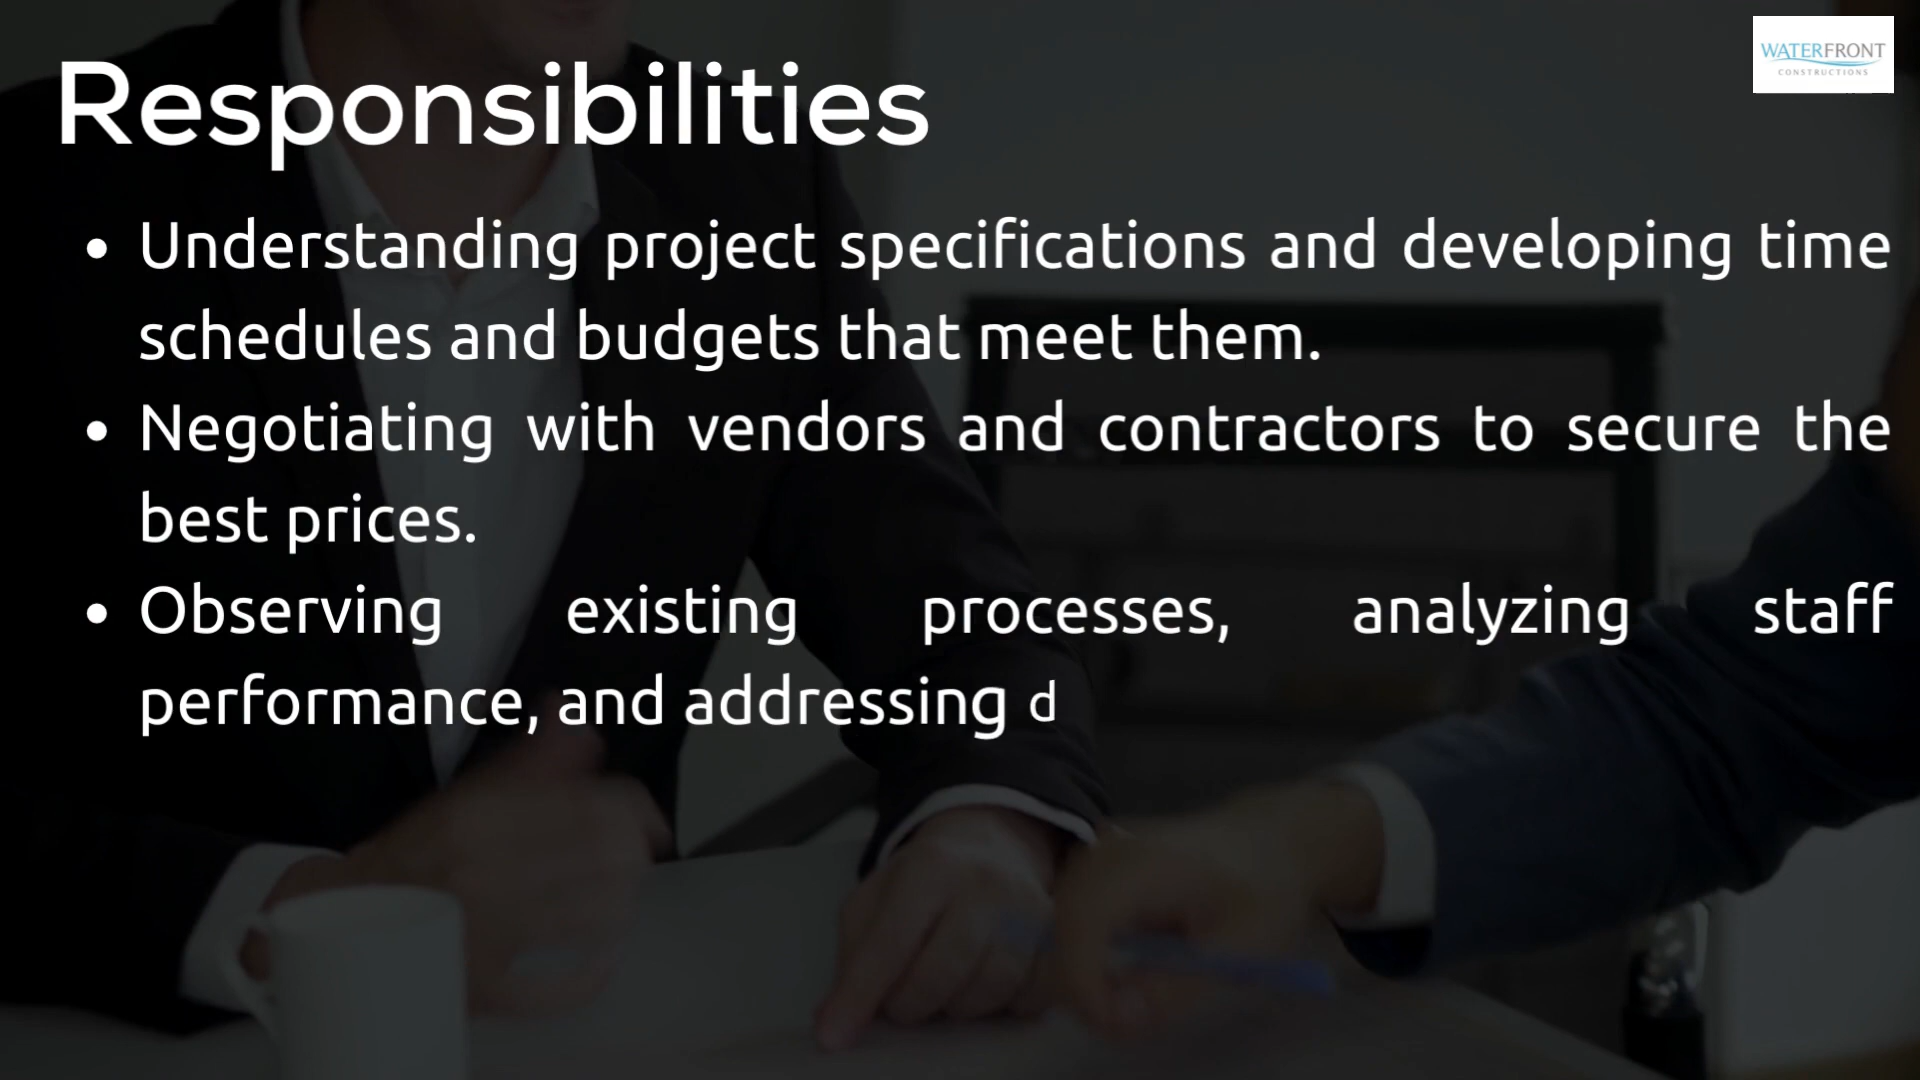 WATERFRONT
CONSTRUCTIONS
Responsibilities
• Understanding project specifications and developing time
schedules and budgets that meet them.
• Negotiating with vendors and contractors to secure the
best prices.
• Observing existing processes, analyzing staff
performance, and addressing d